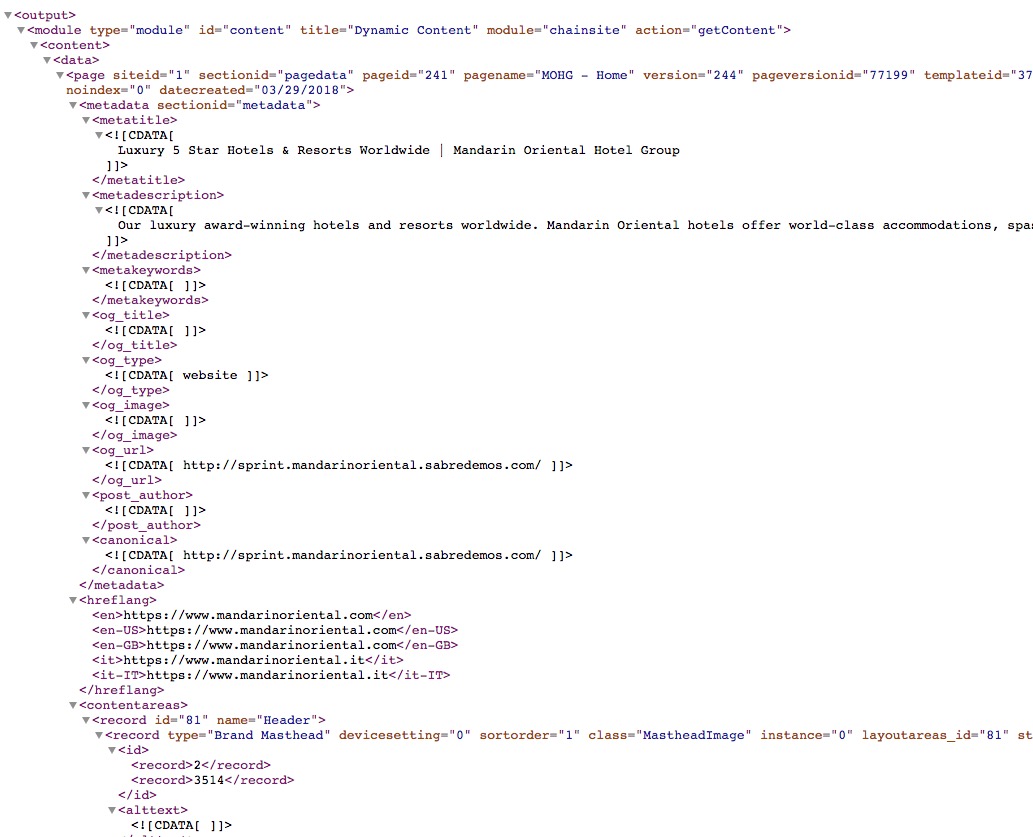 <output>
<module type="module" id="content" title="Dynamic Content" module="chainsite" action="getContent">
<content>
<data>
<page siteid="1" sectionid="pagedata" pageid="241" pagename="MOHG - Home" version="244" pageversionid="77199" templateid="37
noindex="0" datecreated="03/29/2018">
<metadata sectionid="metadata">
<metatitle>
<![CDATA[
Luxury 5 Star Hotels & Resorts Worldwide | Mandarin Oriental Hotel Group
]]>
</metatitle>
<metadescription>
<![CDATA[
Our luxury award-winning hotels and resorts worldwide. Mandarin Oriental hotels offer world-class accommodations, spas
]]>
</metadescription>
<metakeywords>
<![CDATA[ ]]>
</metakeywords>
<og_title>
<![CDATA[ ]]>
</og_title>
<og_type>
<![CDATA[ website ]]>
</og_type>
<og_image>
<![CDATA[ ]]>
</og_image>
<og_url>
<![CDATA[ http://sprint.mandarinoriental.sabredemos.com/ ]]>
</og_url>
<post_author>
<![CDATA[ ]]>
</post_author>
<canonical>
<![CDATA[ http://sprint.mandarinoriental.sabredemos.com/ ]]>
</canonical>
</metadata>
<hreflang>
<en>https://www.mandarinoriental.com</en>
<en-US>https://www.mandarinoriental.com</en-US>
<en-GB>https://www.mandarinoriental.com</en-GB>
<it>https://www.mandarinoriental.it</it>
<it-IT>https://www.mandarinoriental.it</it-IT>
</hreflang>
<contentareas>
<record id="81" name="Header">
<record type="Brand Masthead" devicesetting="0" sortorder="1" class="MastheadImage" instance="0" layoutareas_id="81" st
<id>
<record>2</record>
<record>3514</record>
</id>
<alttext>
<![CDATA[ ]]>